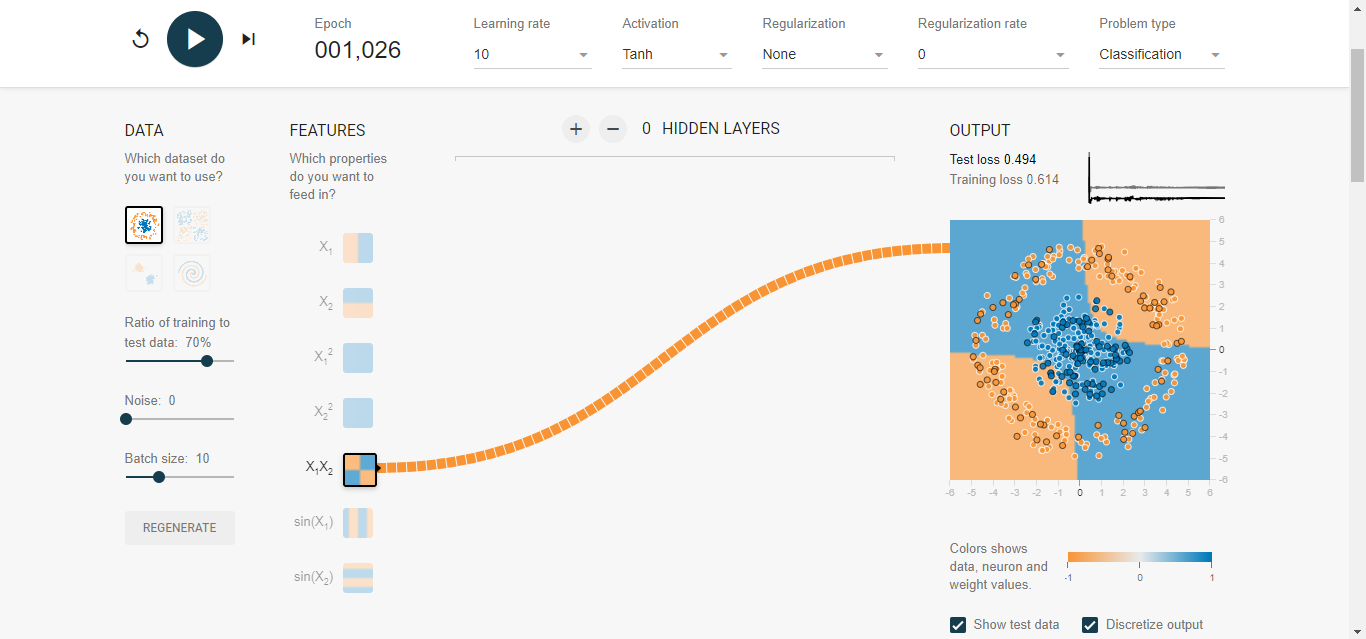 Epoch
001,026
Learning rate
10
Activation
Tanh
Regularization
None
Regularization rate
0
Problem type
Classification
DATA
Which dataset do
you want to use?
Ratio of training to
test data: 70%
Noise: 0
Batch size: 10
REGENERATE
FEATURES
Which properties
do you want to
feed in?
X1
X2
X1²
X2²
X1X2
sin(X1)
sin(X2)
0 HIDDEN LAYERS
OUTPUT
Test loss 0.494
Training loss 0.614
6
5
4
3
2
1
0
-1
-2
-3
-4
-5
-6
-6 -5 -4 -3 -2 -1 0 1 2 3 4 5 6
Colors shows
data, neuron and
weight values.
-1 0 1
Show test data
Discretize output